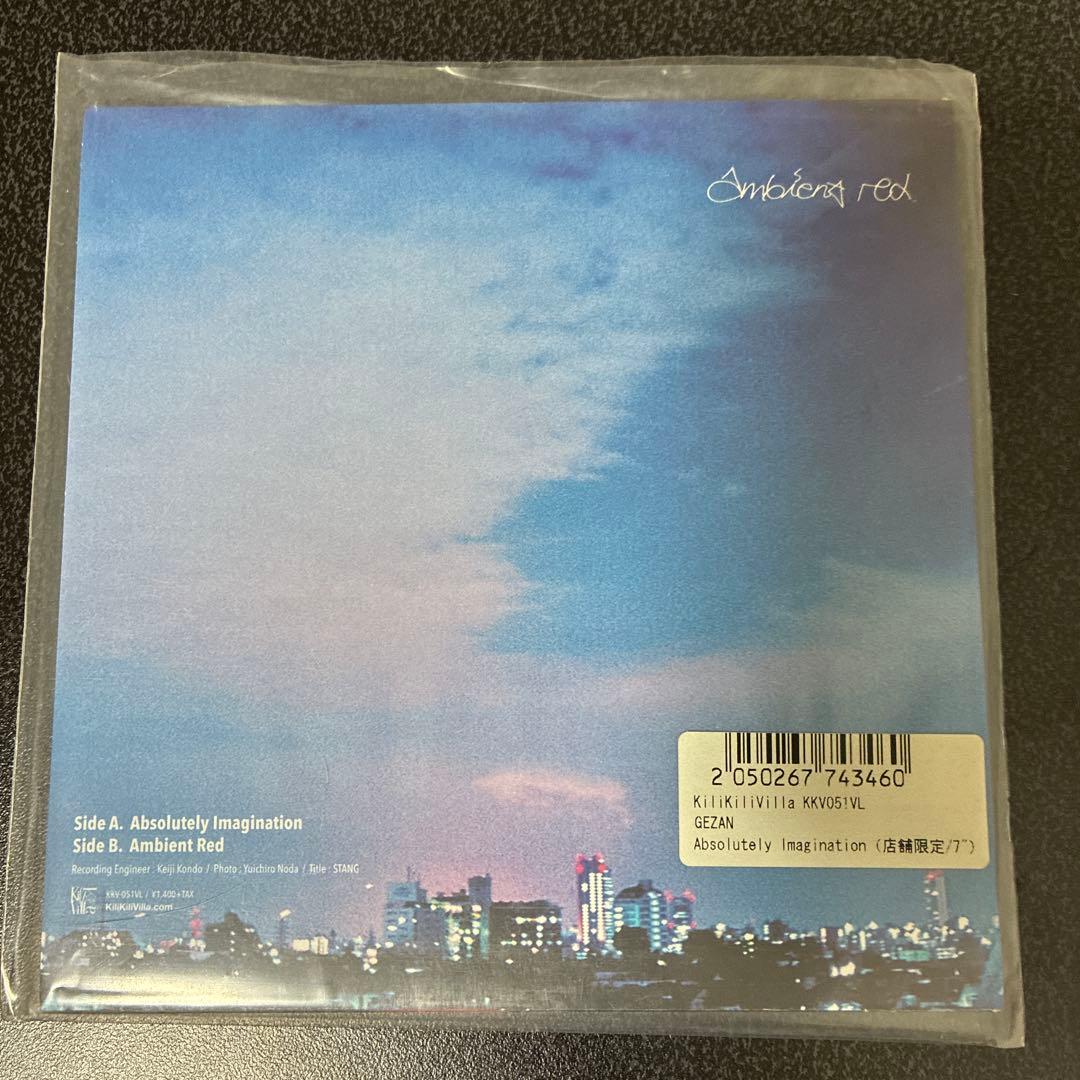 Ambient red
2 050267 743460
KiliKiliVilla KKV051VL
GEZAN
Absolutely Imagination (店舗限定/7")
Side A. Absolutely Imagination
Side B. Ambient Red
Recording Engineer : Keiji Kondo / Photo : Yuichiro Noda / Title : STANG
KiliKiliVilla
KKV-051VL / ¥1,400+TAX
KiliKiliVilla.com